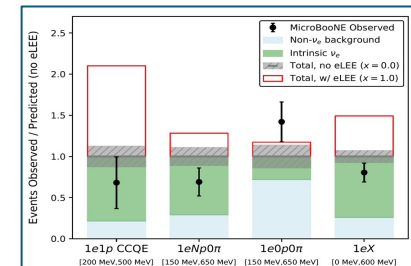 Events Observed / Predicted (no eLEE)
2.5
2.0
1.5
1.0
0.5
0.0
MicroBooNE Observed
Non-νe background
Intrinsic νe
Total, no eLEE (x = 0.0)
Total, w/ eLEE (x = 1.0)
1e1p CCQE 1eNp0π 1e0p0π 1eX
[200 MeV,500 MeV] [150 MeV,650 MeV] [150 MeV,650 MeV] [0 MeV,600 MeV]